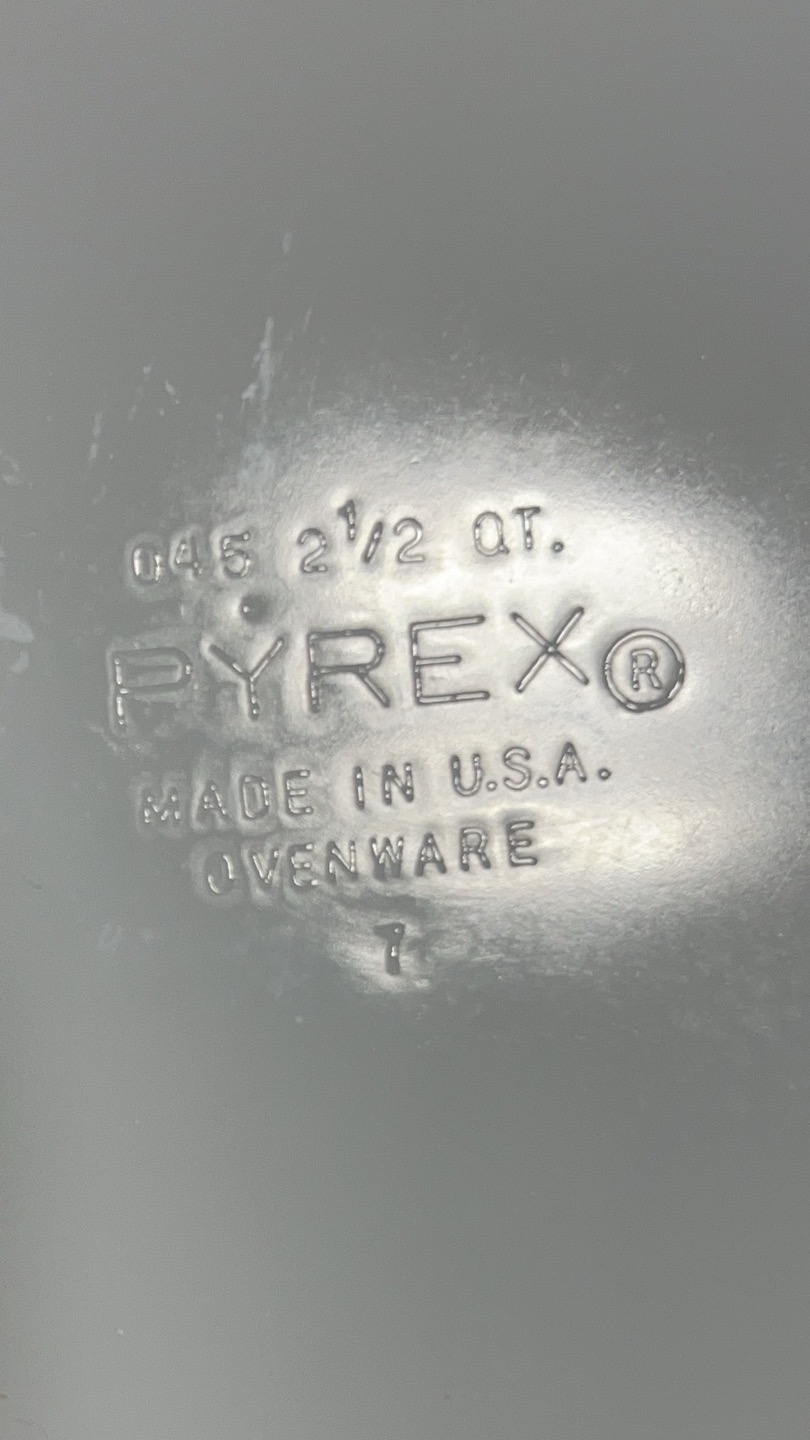 045 2 1/2 QT.
PYREX®
MADE IN U.S.A.
OVENWARE
7